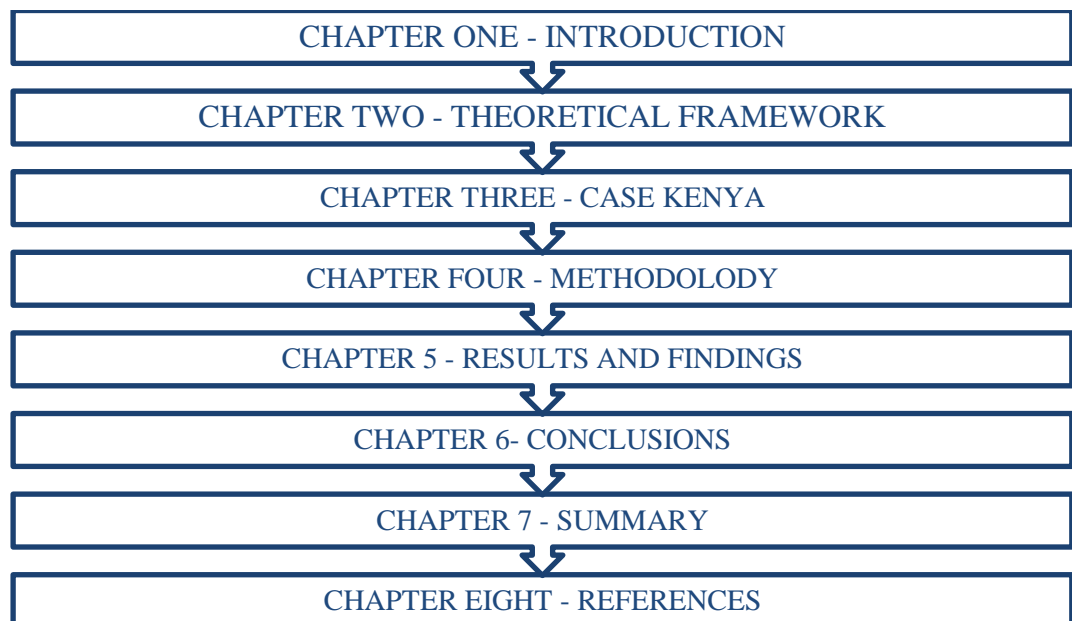 CHAPTER ONE - INTRODUCTION
CHAPTER TWO - THEORETICAL FRAMEWORK
CHAPTER THREE - CASE KENYA
CHAPTER FOUR - METHODOLODY
CHAPTER 5 - RESULTS AND FINDINGS
CHAPTER 6- CONCLUSIONS
CHAPTER 7 - SUMMARY
CHAPTER EIGHT - REFERENCES